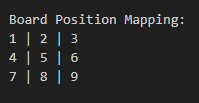 Board Position Mapping:
1 | 2 | 3
4 | 5 | 6
7 | 8 | 9